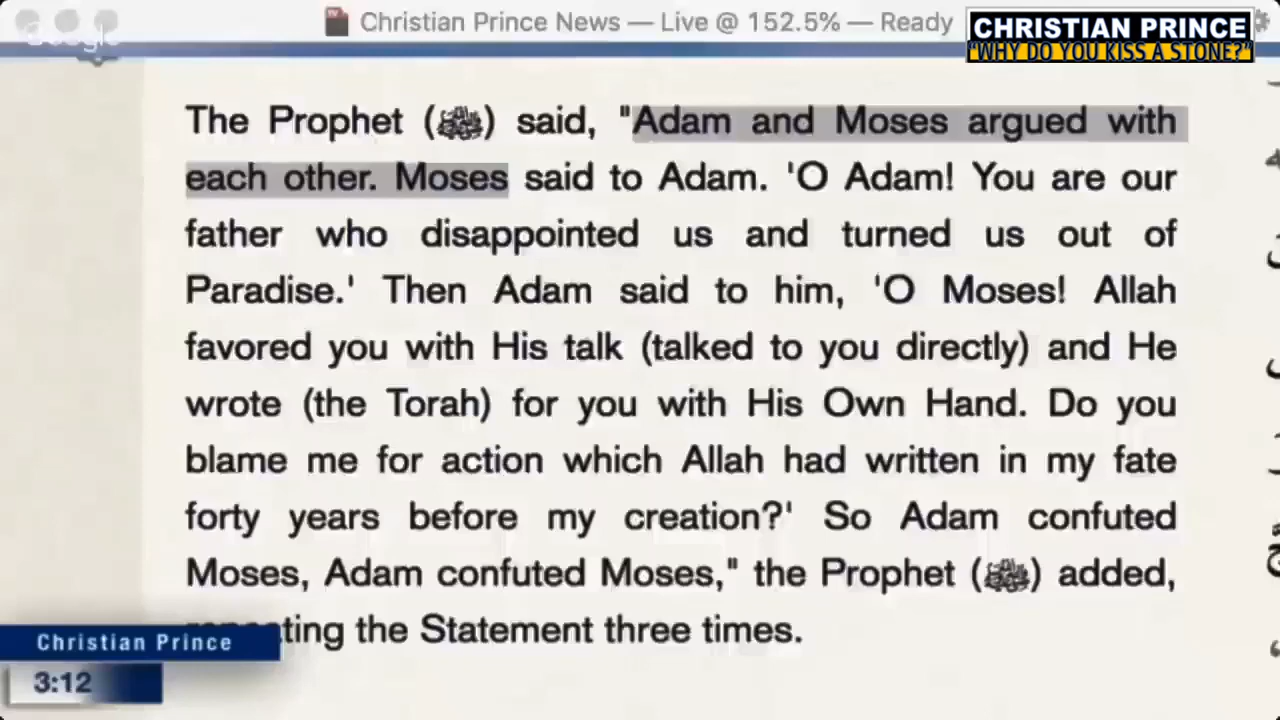 Google
Christian Prince News — Live @ 152.5% — Ready
CHRISTIAN PRINCE
"WHY DO YOU KISS A STONE?"
The Prophet (ﷺ) said, "Adam and Moses argued with
each other. Moses said to Adam. 'O Adam! You are our
father who disappointed us and turned us out of
Paradise.' Then Adam said to him, 'O Moses! Allah
favored you with His talk (talked to you directly) and He
wrote (the Torah) for you with His Own Hand. Do you
blame me for action which Allah had written in my fate
forty years before my creation?' So Adam confuted
Moses, Adam confuted Moses," the Prophet (ﷺ) added,
the Statement three times.
Christian Prince
3:12